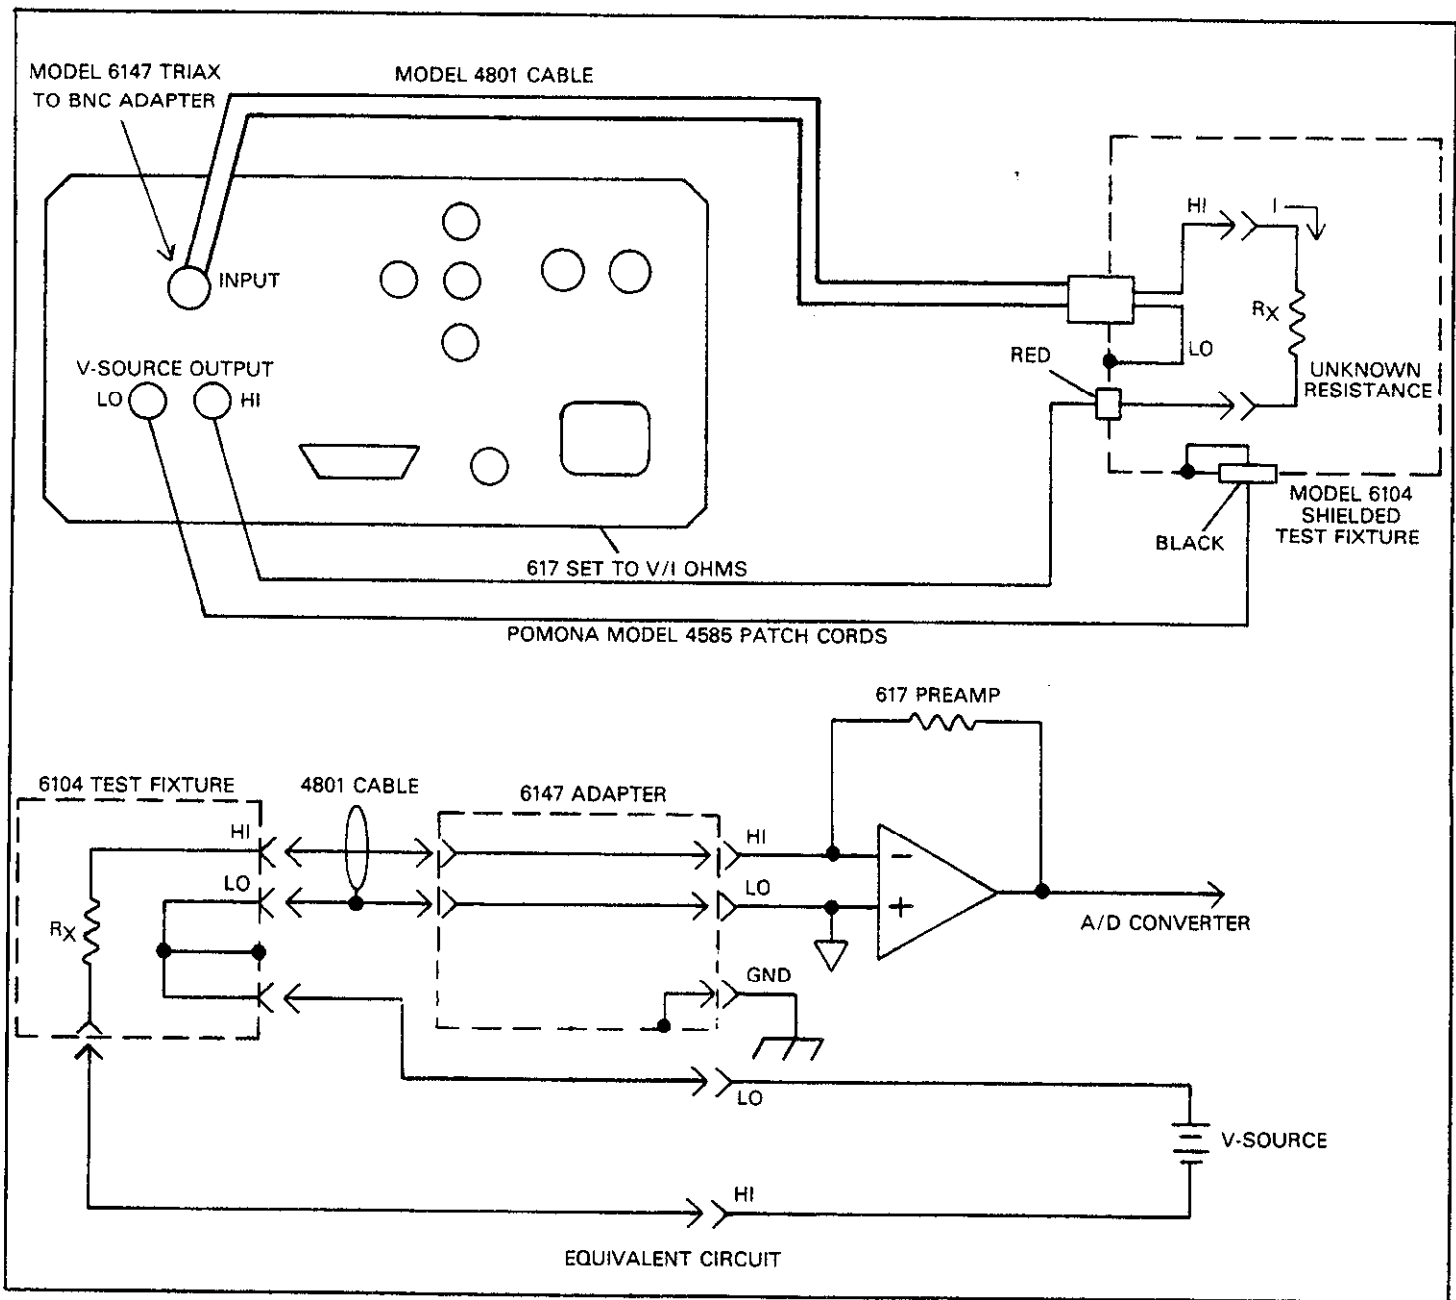 MODEL 6147 TRIAX
TO BNC ADAPTER
MODEL 4801 CABLE
INPUT
V-SOURCE OUTPUT
LO
HI
617 SET TO V/I OHMS
POMONA MODEL 4585 PATCH CORDS
HI
I
RX
LO
RED
UNKNOWN
RESISTANCE
MODEL 6104
SHIELDED
TEST FIXTURE
BLACK
617 PREAMP
6104 TEST FIXTURE
4801 CABLE
6147 ADAPTER
HI
LO
RX
HI
LO
−
+
A/D CONVERTER
GND
LO
V-SOURCE
HI
EQUIVALENT CIRCUIT